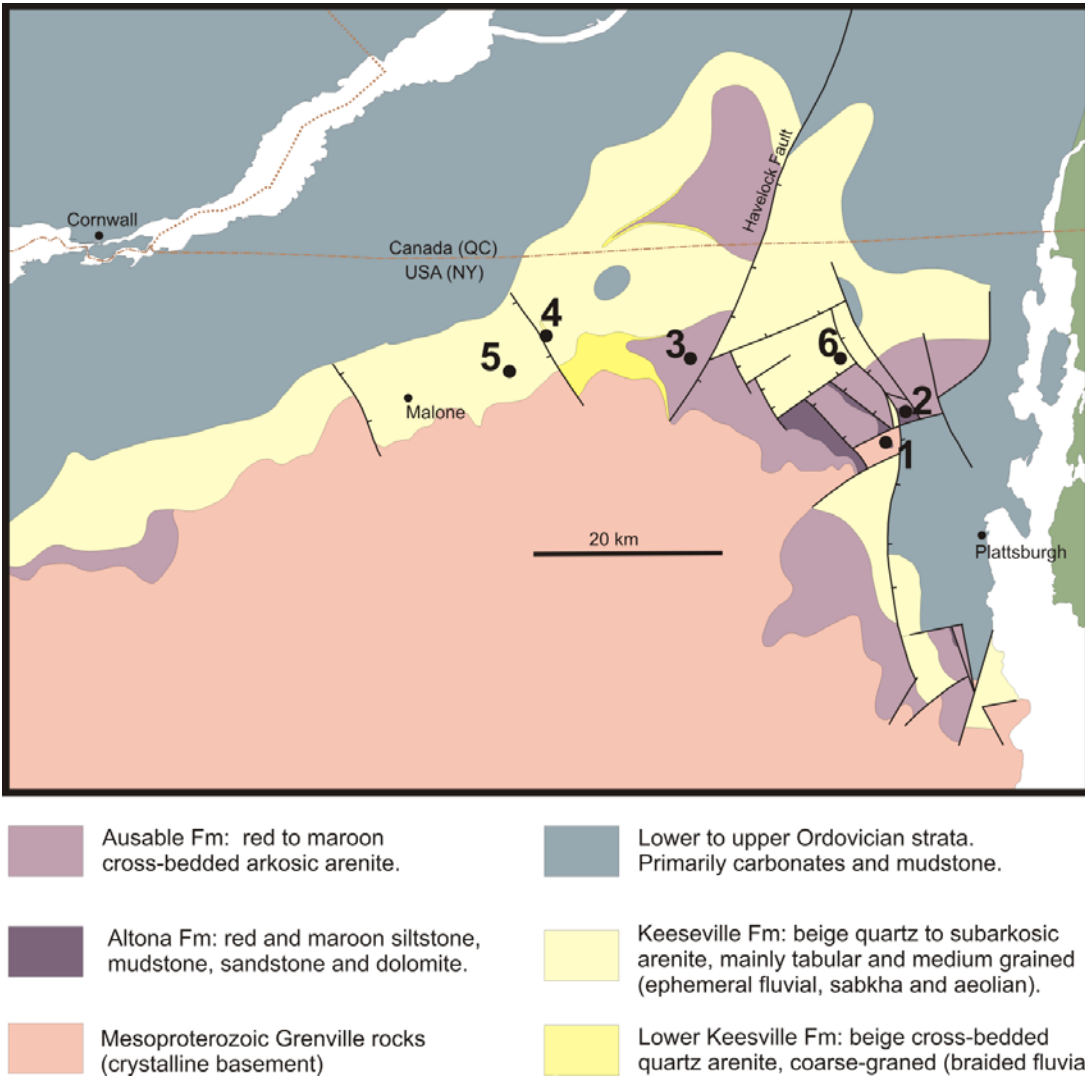 Cornwall
Canada (QC)
USA (NY)
Havelock Fault
4
5
3
6
2
1
Malone
20 km
Plattsburgh
Ausable Fm: red to maroon
cross-bedded arkosic arenite.
Altona Fm: red and maroon siltstone,
mudstone, sandstone and dolomite.
Mesoproterozoic Grenville rocks
(crystalline basement)
Lower to upper Ordovician strata.
Primarily carbonates and mudstone.
Keeseville Fm: beige quartz to subarkosic
arenite, mainly tabular and medium grained
(ephemeral fluvial, sabkha and aeolian).
Lower Keesville Fm: beige cross-bedded
quartz arenite, coarse-graned (braided fluvia